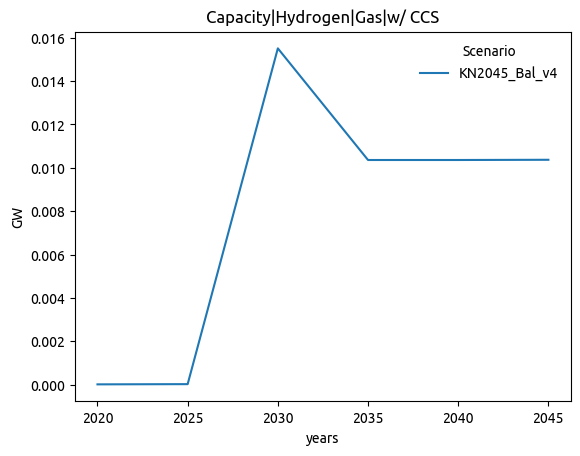 Capacity|Hydrogen|Gas|w/ CCS
Scenario
KN2045_Bal_v4
0.016
0.014
0.012
0.010
0.008
0.006
0.004
0.002
0.000
GW
2020 2025 2030 2035 2040 2045
years